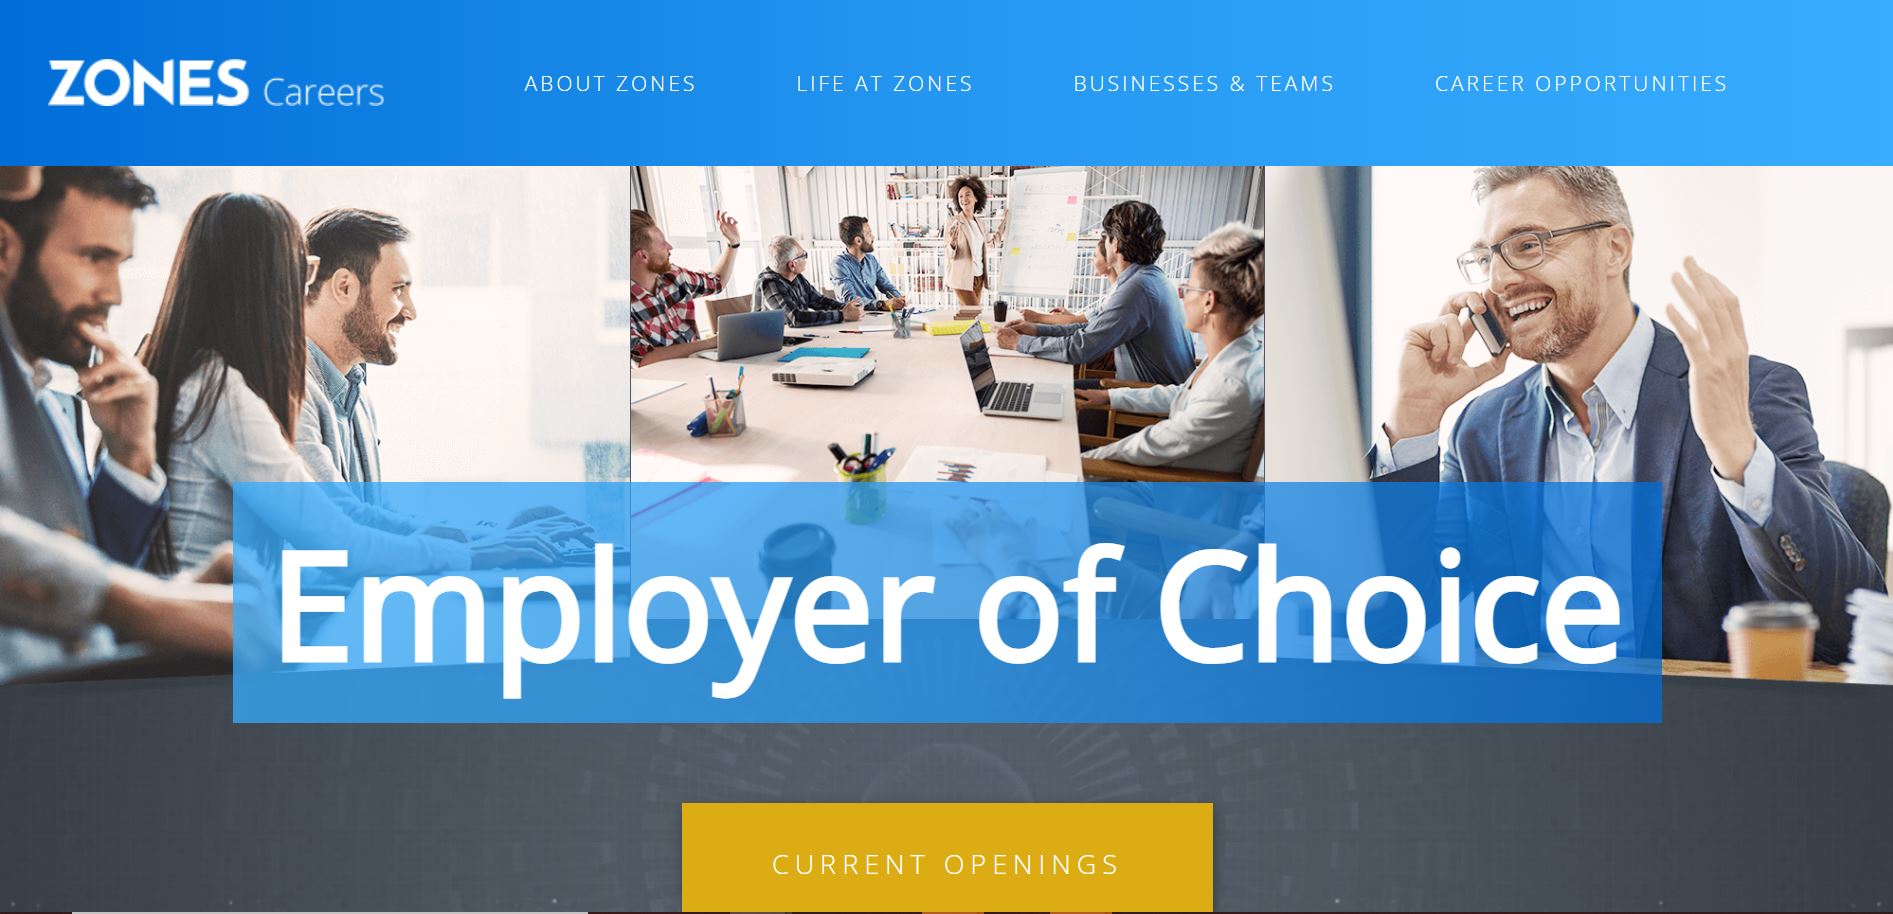 ZONES Careers
ABOUT ZONES
LIFE AT ZONES
BUSINESSES & TEAMS
CAREER OPPORTUNITIES
Employer of Choice
CURRENT OPENINGS